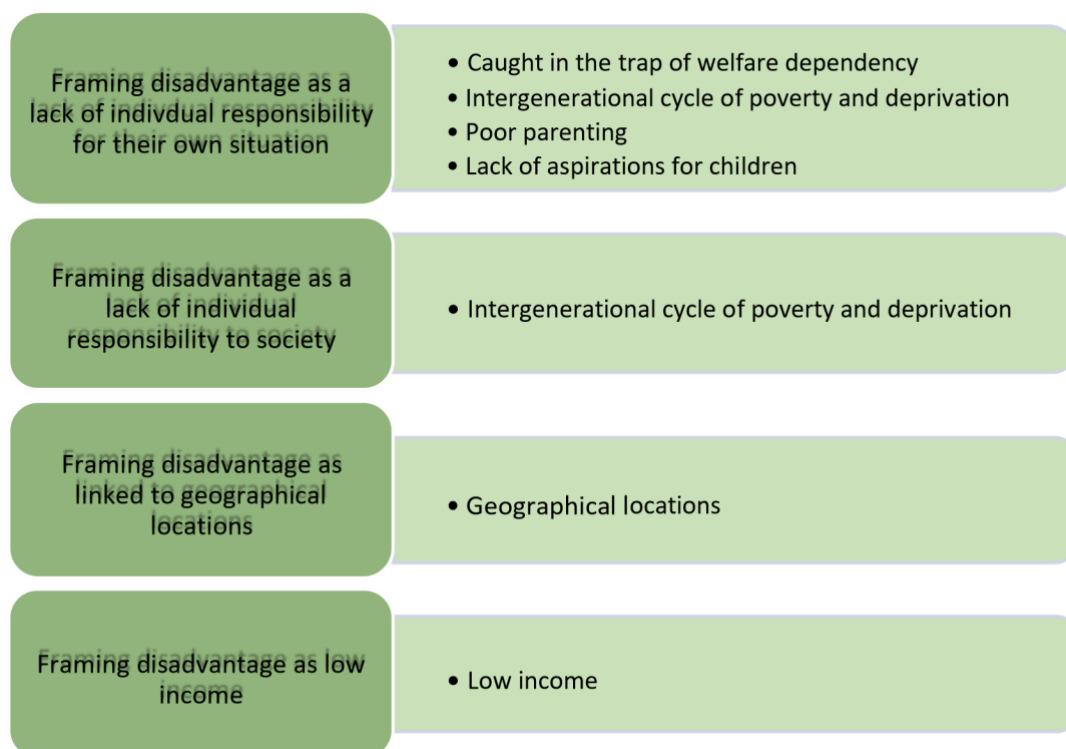 Framing disadvantage as a
lack of indivdual responsibility
for their own situation
• Caught in the trap of welfare dependency
• Intergenerational cycle of poverty and deprivation
• Poor parenting
• Lack of aspirations for children
Framing disadvantage as a
lack of individual
responsibility to society
• Intergenerational cycle of poverty and deprivation
Framing disadvantage as
linked to geographical
locations
• Geographical locations
Framing disadvantage as low
income
• Low income